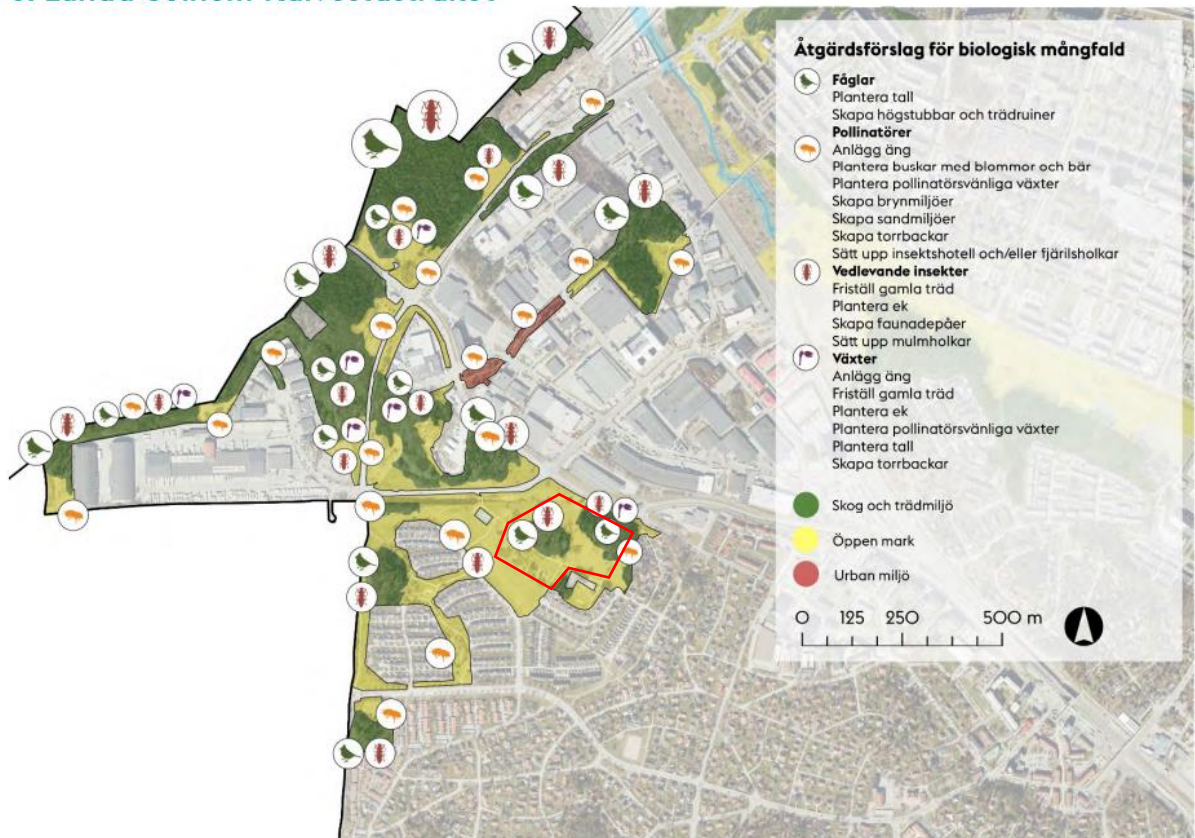 Åtgärdsförslag för biologisk mångfald
Fåglar
Plantera tall
Skapa högstubbar och trädruiner
Pollinatörer
Anlägg äng
Plantera buskar med blommor och bär
Plantera pollinatörsvänliga växter
Skapa brynmiljöer
Skapa sandmiljöer
Skapa torrbackar
Sätt upp insektshotell och/eller fjärilsholkar
Vedlevande insekter
Friställ gamla träd
Plantera ek
Skapa faunadepåer
Sätt upp mulmholkar
Växter
Anlägg äng
Friställ gamla träd
Plantera ek
Plantera pollinatörsvänliga växter
Plantera tall
Skapa torrbackar
Skog och trädmiljö
Öppen mark
Urban miljö
0 125 250 500 m